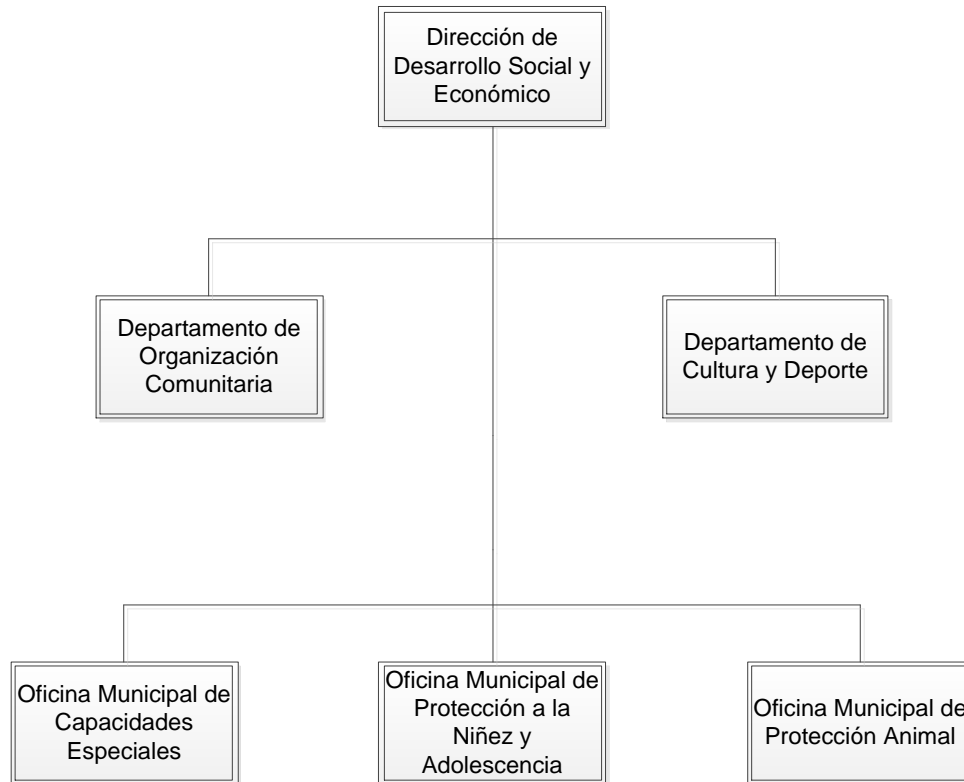 Dirección de
Desarrollo Social y
Económico
Departamento de
Organización
Comunitaria
Departamento de
Cultura y Deporte
Oficina Municipal de
Capacidades
Especiales
Oficina Municipal de
Protección a la
Niñez y
Adolescencia
Oficina Municipal de
Protección Animal